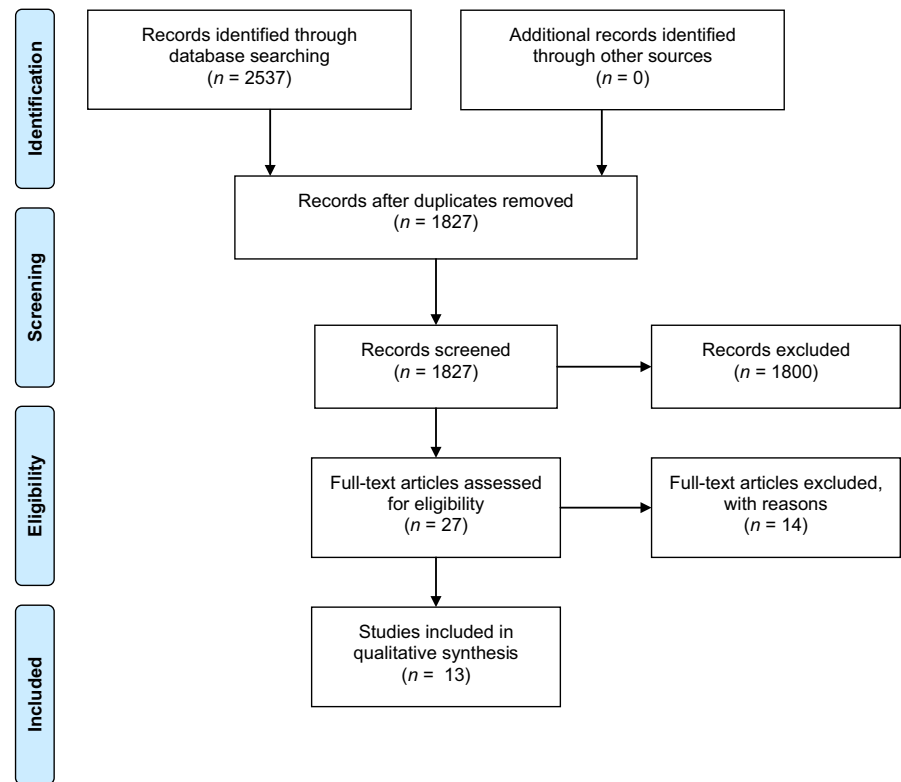 Identification
Records identified through
database searching
(n = 2537)
Additional records identified
through other sources
(n = 0)
Records after duplicates removed
(n = 1827)
Screening
Records screened
(n = 1827)
Records excluded
(n = 1800)
Eligibility
Full-text articles assessed
for eligibility
(n = 27)
Full-text articles excluded,
with reasons
(n = 14)
Included
Studies included in
qualitative synthesis
(n = 13)